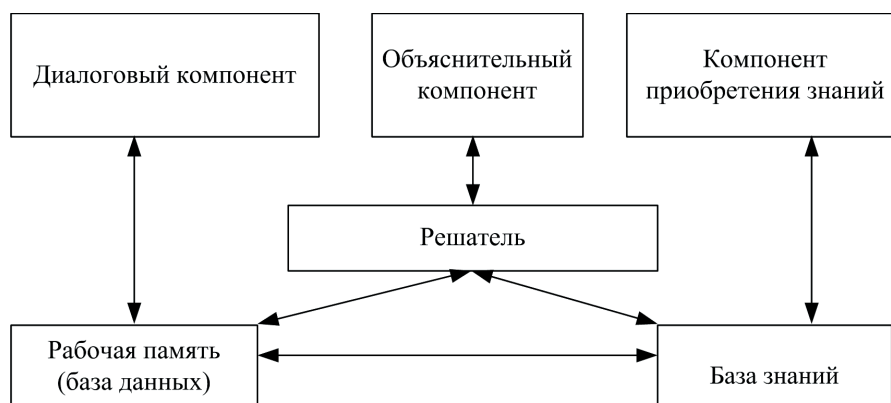 Диалоговый компонент
Объяснительный
компонент
Компонент
приобретения знаний
Решатель
Рабочая память
(база данных)
База знаний